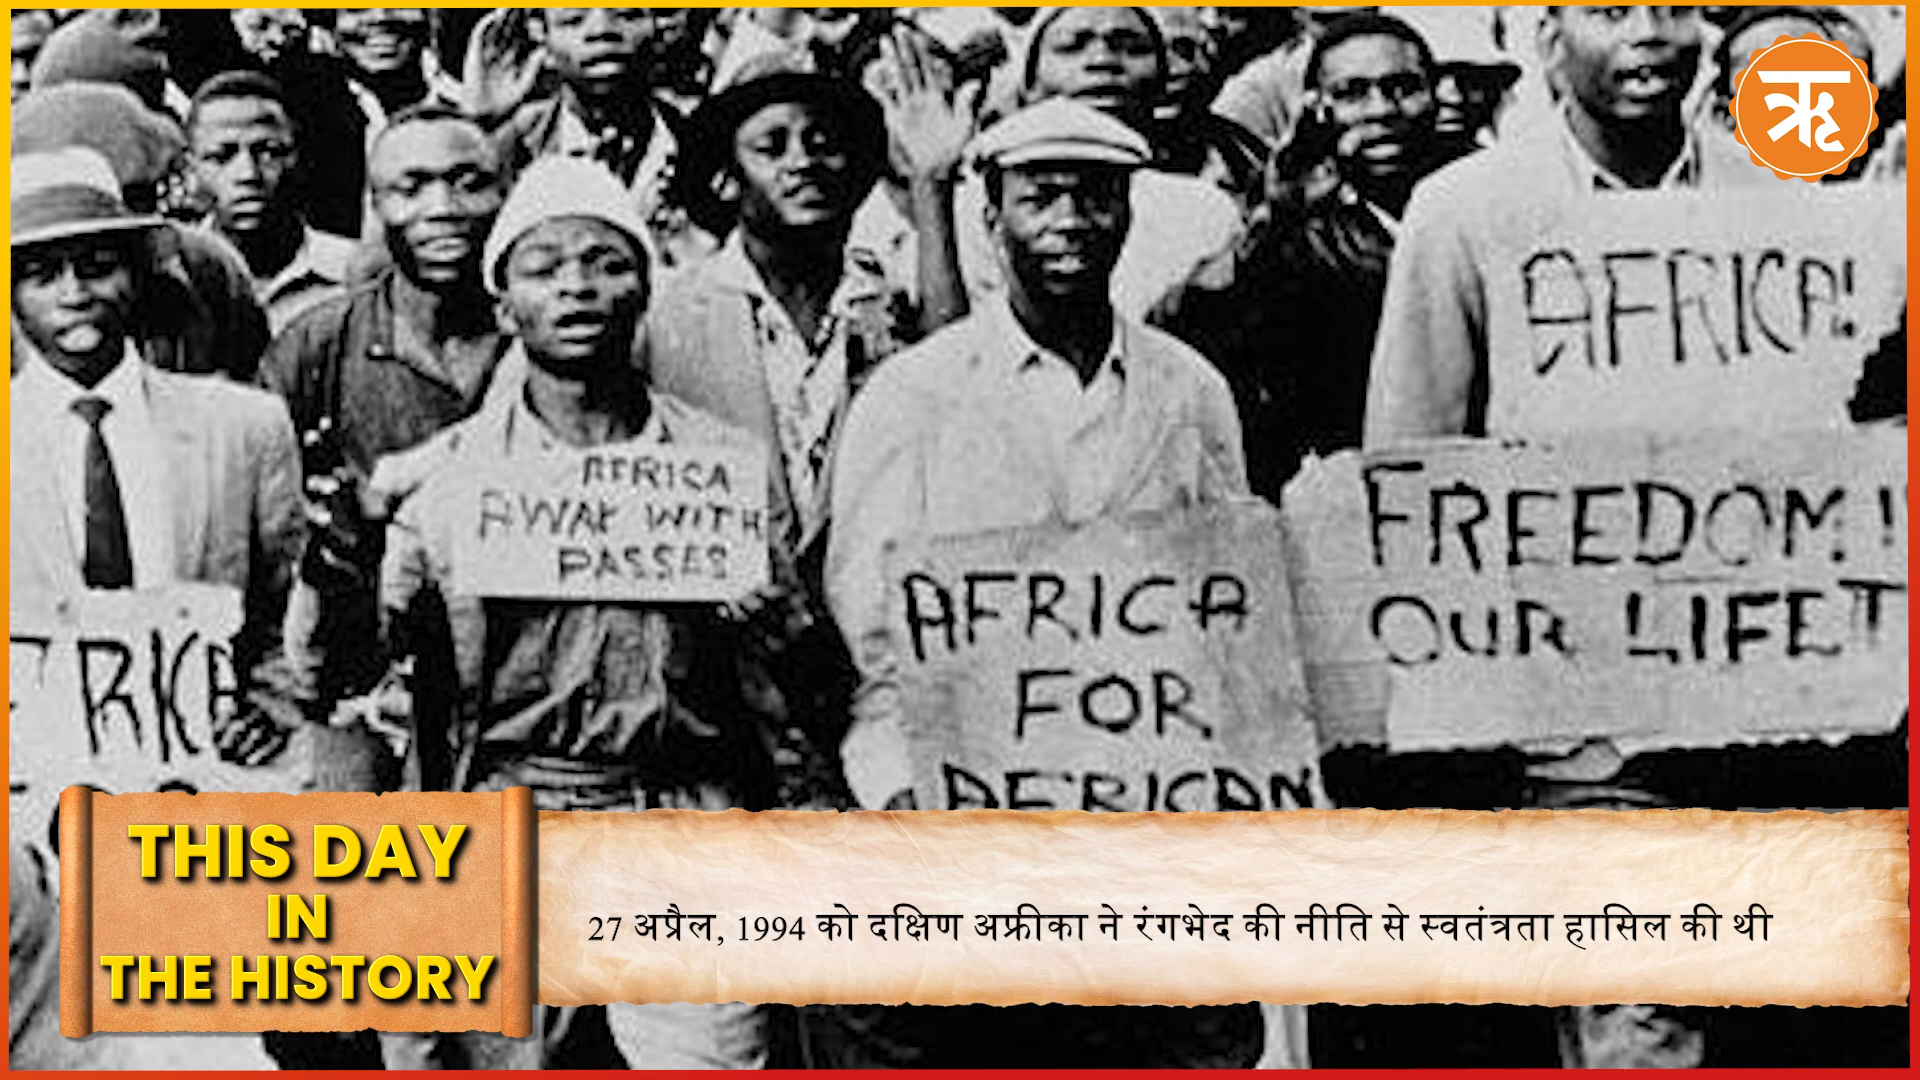 ऋ
AFRICA!
AFRICA
AWAY WITH
PASSES
FREEDOM!
OUR LIFE
AFRICA
FOR
AFRICAN
THIS DAY
IN
THE HISTORY
27 अप्रैल, 1994 को दक्षिण अफ्रीका ने रंगभेद की नीति से स्वतंत्रता हासिल की थी